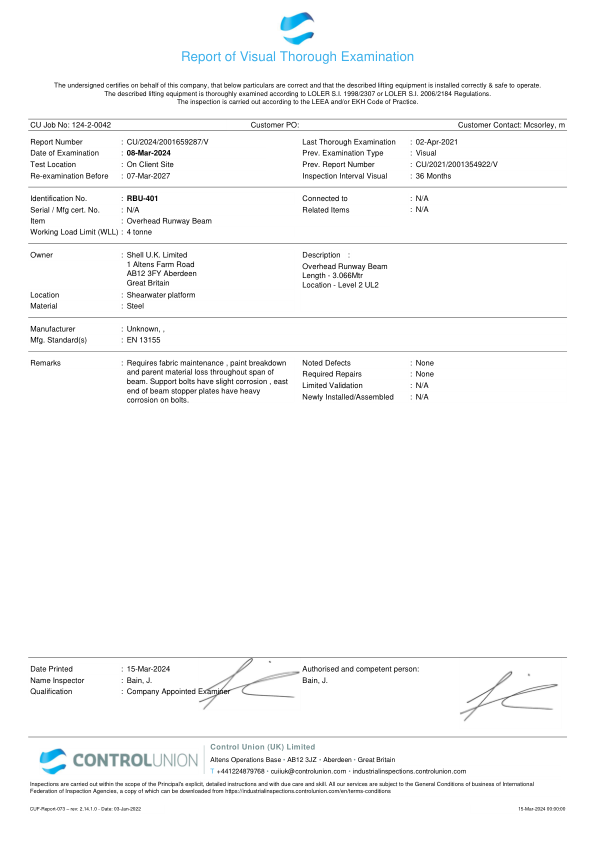 Report of Visual Thorough Examination
The undersigned certifies on behalf of this company, that below particulars are correct and that the described lifting equipment is installed correctly & safe to operate.
The described lifting equipment is thoroughly examined according to LOLER S.I. 1998/2307 or LOLER S.I. 2006/2184 Regulations.
The inspection is carried out according to the LEEA and/or EKH Code of Practice.
CU Job No: 124-2-0042 Customer PO: Customer Contact: Mcsorley, m
Report Number : CU/2024/2001659287/V Last Thorough Examination : 02-Apr-2021
Date of Examination : 08-Mar-2024 Prev. Examination Type : Visual
Test Location : On Client Site Prev. Report Number : CU/2021/2001354922/V
Re-examination Before : 07-Mar-2027 Inspection Interval Visual : 36 Months
Identification No. : RBU-401 Connected to : N/A
Serial / Mfg cert. No. : N/A Related Items : N/A
Item : Overhead Runway Beam
Working Load Limit (WLL) : 4 tonne
Owner : Shell U.K. Limited Description :
1 Altens Farm Road Overhead Runway Beam
AB12 3FY Aberdeen Length - 3.066Mtr
Great Britain Location - Level 2 UL2
Location : Shearwater platform
Material : Steel
Manufacturer : Unknown, ,
Mfg. Standard(s) : EN 13155
Remarks : Requires fabric maintenance , paint breakdown Noted Defects : None
and parent material loss throughout span of Required Repairs : None
beam. Support bolts have slight corrosion , east Limited Validation : N/A
end of beam stopper plates have heavy Newly Installed/Assembled : N/A
corrosion on bolts.
Date Printed : 15-Mar-2024 Authorised and competent person:
Name Inspector : Bain, J. Bain, J.
Qualification : Company Appointed Examiner
CONTROLUNION
Control Union (UK) Limited
Altens Operations Base · AB12 3JZ · Aberdeen · Great Britain
T +441224879768 · cuiiuk@controlunion.com · industrialinspections.controlunion.com
Inspections are carried out within the scope of the Principal's explicit, detailed instructions and with due care and skill. All our services are subject to the General Conditions of business of International
Federation of Inspection Agencies, a copy of which can be downloaded from https://industrialinspections.controlunion.com/en/terms-conditions
CUF-Report-073 – rev: 2.14.1.0 - Date: 03-Jun-2022 15-Mar-2024 00:00:00